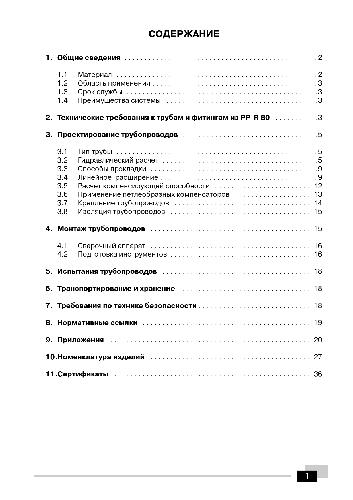 СОДЕРЖАНИЕ
1. Общие сведения 2
1.1 Материал 2
1.2 Область применения 3
1.3 Срок службы 3
1.4 Преимущества системы 3
2. Технические требования к трубам и фитингам из PP-R 80 3
3. Проектирование трубопроводов 5
3.1 Тип трубы 5
3.2 Гидравлический расчет 5
3.3 Способы прокладки 9
3.4 Линейное расширение 9
3.5 Расчет компенсирующей способности 12
3.6 Применение петлеобразных компенсаторов 13
3.7 Крепление трубопроводов 14
3.8 Изоляция трубопроводов 15
4. Монтаж трубопроводов 15
4.1 Сварочный аппарат 16
4.2 Подготовка инструментов 16
5. Испытания трубопроводов 18
6. Транспортирование и хранение 18
7. Требования по технике безопасности 18
8. Нормативные ссылки 19
9. Приложения 20
10.Номенклатура изделий 27
11.Сертификаты 36
1